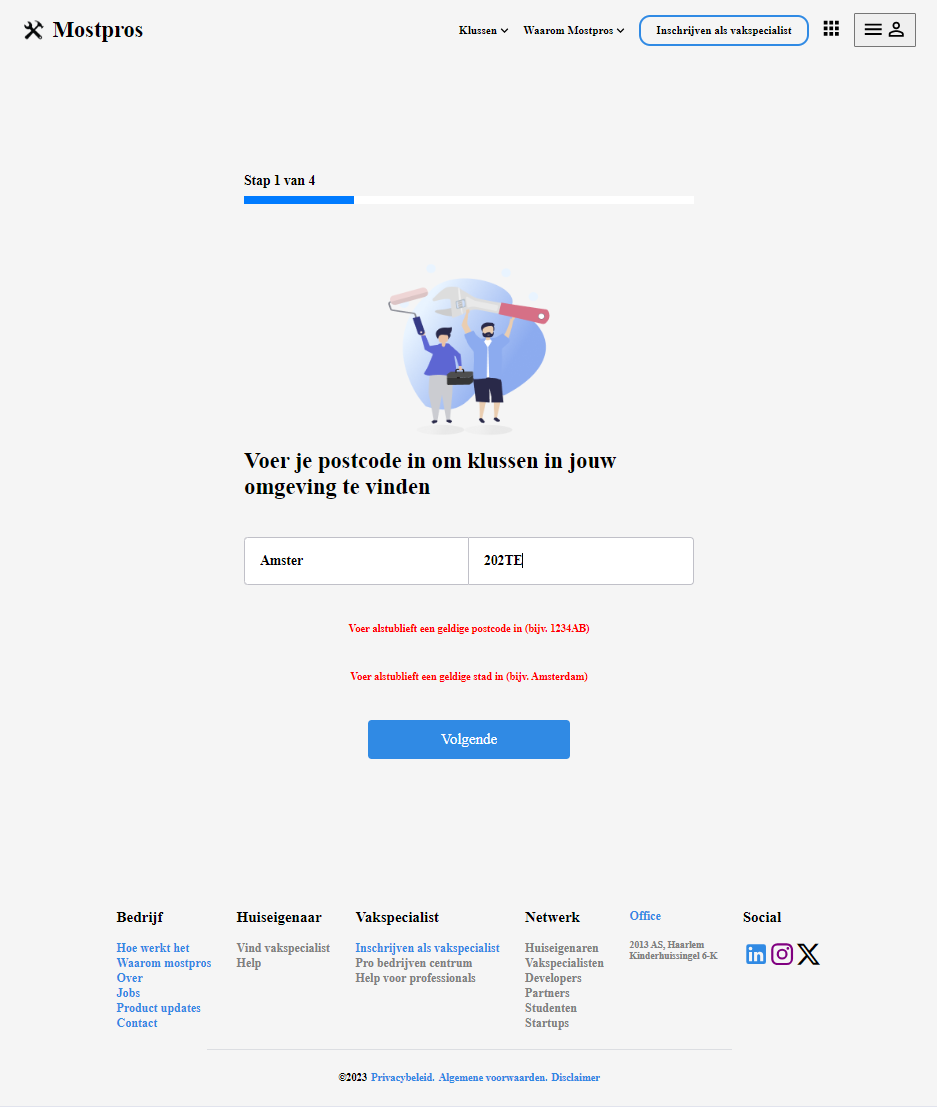 Mostpros
Klussen
Waarom Mostpros
Inschrijven als vakspecialist
Stap 1 van 4
Voer je postcode in om klussen in jouw
omgeving te vinden
Amster
202TE
Voer alstublieft een geldige postcode in (bijv. 1234AB)
Voer alstublieft een geldige stad in (bijv. Amsterdam)
Volgende
Bedrijf
Hoe werkt het
Waarom mostpros
Over
Jobs
Product updates
Contact
Huiseigenaar
Vind vakspecialist
Help
Vakspecialist
Inschrijven als vakspecialist
Pro bedrijven centrum
Help voor professionals
Netwerk
Huiseigenaren
Vakspecialisten
Developers
Partners
Studenten
Startups
Office
2013 AS, Haarlem
Kinderhuissingel 6-K
Social
©2023 Privacybeleid. Algemene voorwaarden. Disclaimer